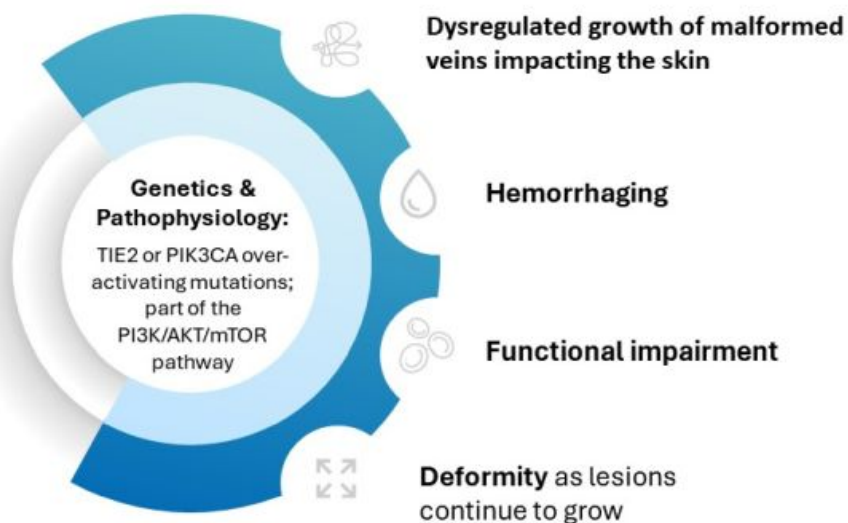 Dysregulated growth of malformed
veins impacting the skin
Genetics &
Pathophysiology:
TIE2 or PIK3CA over-
activating mutations;
part of the
PI3K/AKT/mTOR
pathway
Hemorrhaging
Functional impairment
Deformity as lesions
continue to grow